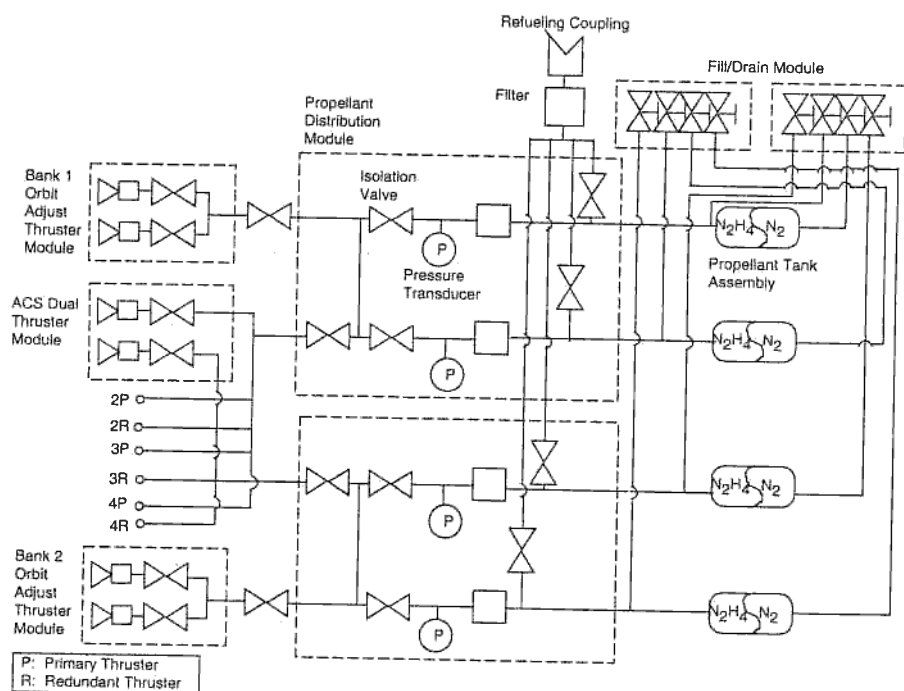 Refueling Coupling
Fill/Drain Module
Filter
Propellant
Distribution
Module
Bank 1
Orbit
Adjust
Thruster
Module
Isolation
Valve
P
Pressure
Transducer
N2H4 N2
Propellant Tank
Assembly
ACS Dual
Thruster
Module
P
N2H4 N2
2P
2R
3P
3R
4P
4R
P
N2H4 N2
Bank 2
Orbit
Adjust
Thruster
Module
P
N2H4 N2
P: Primary Thruster
R: Redundant Thruster